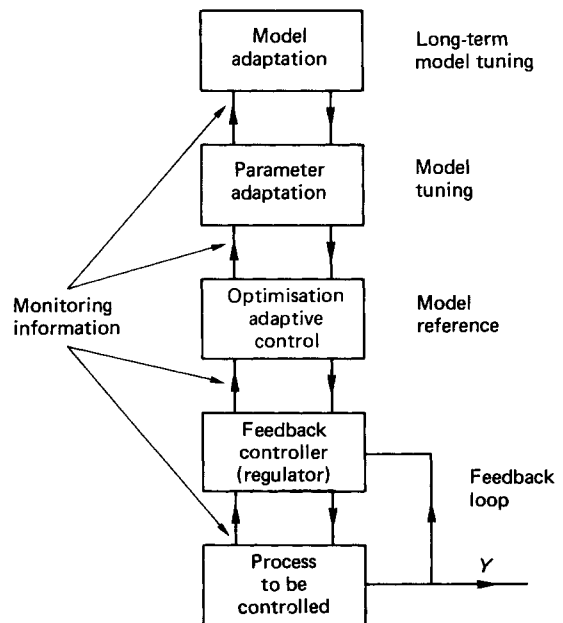 Model
adaptation
Long-term
model tuning
Parameter
adaptation
Model
tuning
Monitoring
information
Optimisation
adaptive
control
Model
reference
Feedback
controller
(regulator)
Feedback
loop
Process
to be
controlled
Y